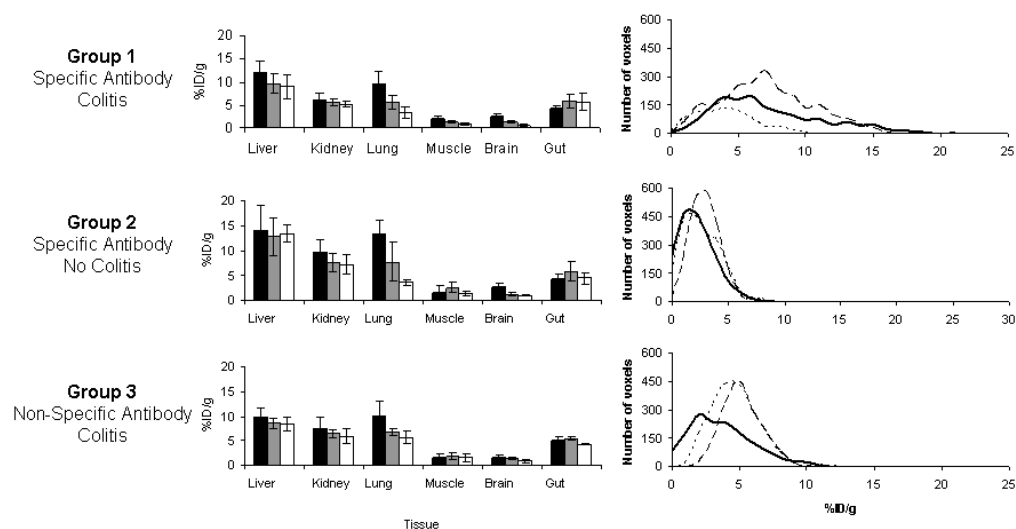 Group 1
Specific Antibody
Colitis
%ID/g
20
15
10
5
0
Liver Kidney Lung Muscle Brain Gut
Number of voxels
600
450
300
150
0
0 5 10 15 20 25
Group 2
Specific Antibody
No Colitis
%ID/g
20
15
10
5
0
Liver Kidney Lung Muscle Brain Gut
Number of voxels
600
450
300
150
0
0 5 10 15 20 25 30
Group 3
Non-Specific Antibody
Colitis
%ID/g
20
15
10
5
0
Liver Kidney Lung Muscle Brain Gut
Tissue
Number of voxels
600
450
300
150
0
0 5 10 15 20 25
%ID/g